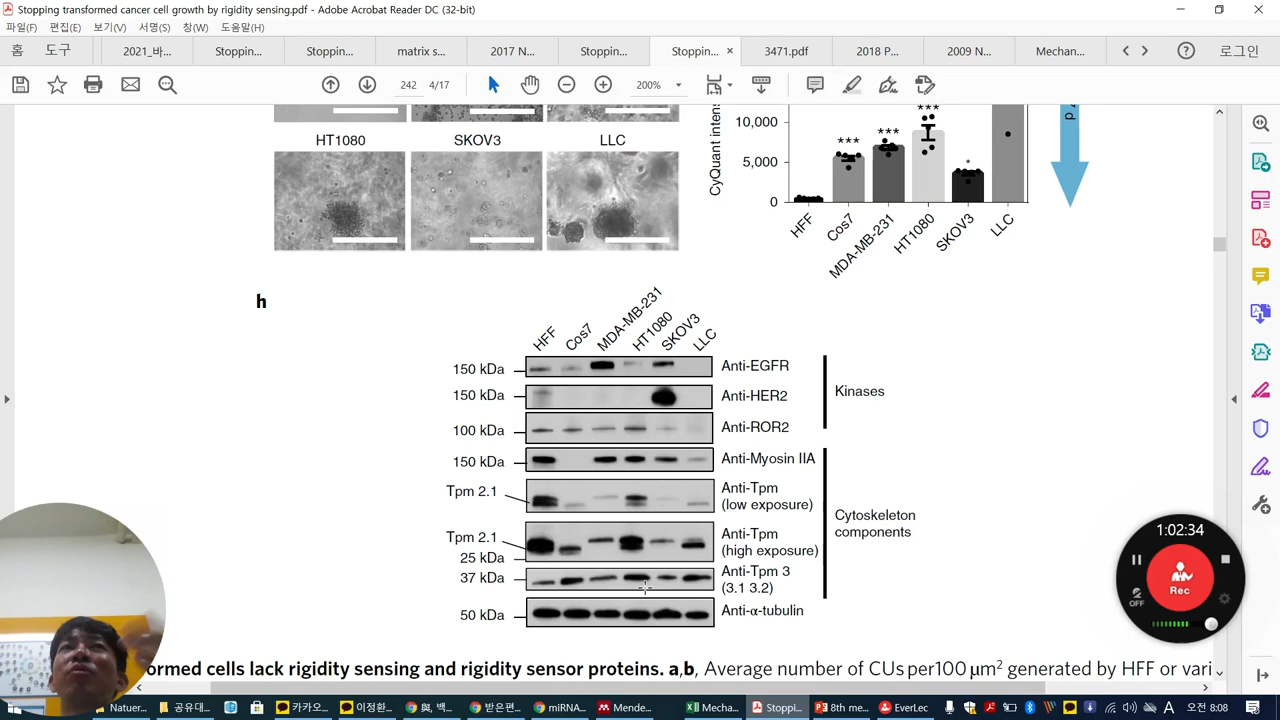 Stopping transformed cancer cell growth by rigidity sensing.pdf - Adobe Acrobat Reader DC (32-bit)
파일(F) 편집(E) 보기(V) 서명(S) 창(W) 도움말(H)
홈 도구 2021_바... Stoppin... Stoppin... matrix s... 2017 N... Stoppin... Stoppin... × 3471.pdf 2018 P... 2009 N... Mechan... 로그인
242 4/17 200%
HT1080 SKOV3 LLC
CyQuant intens
10,000
5,000
0
***
***
***
*
HFF
Cos7
MDA-MB-231
HT1080
SKOV3
LLC
h
HFF
Cos7
MDA-MB-231
HT1080
SKOV3
LLC
150 kDa Anti-EGFR
150 kDa Anti-HER2
100 kDa Anti-ROR2
Kinases
150 kDa Anti-Myosin IIA
Tpm 2.1 Anti-Tpm
(low exposure)
Tpm 2.1 Anti-Tpm
25 kDa (high exposure)
37 kDa Anti-Tpm 3
(3.1 3.2)
Cytoskeleton
components
50 kDa Anti-α-tubulin
1:02:34
Rec
OFF
ormed cells lack rigidity sensing and rigidity sensor proteins. a,b, Average number of CUs per100 μm2 generated by HFF or vari
Natuer... 공유대... 카카오... 이정환... 與, 백... 받은편... miRNA... Mende... Mecha... Stoppi... 8th me... EverLec A 오전 8:08